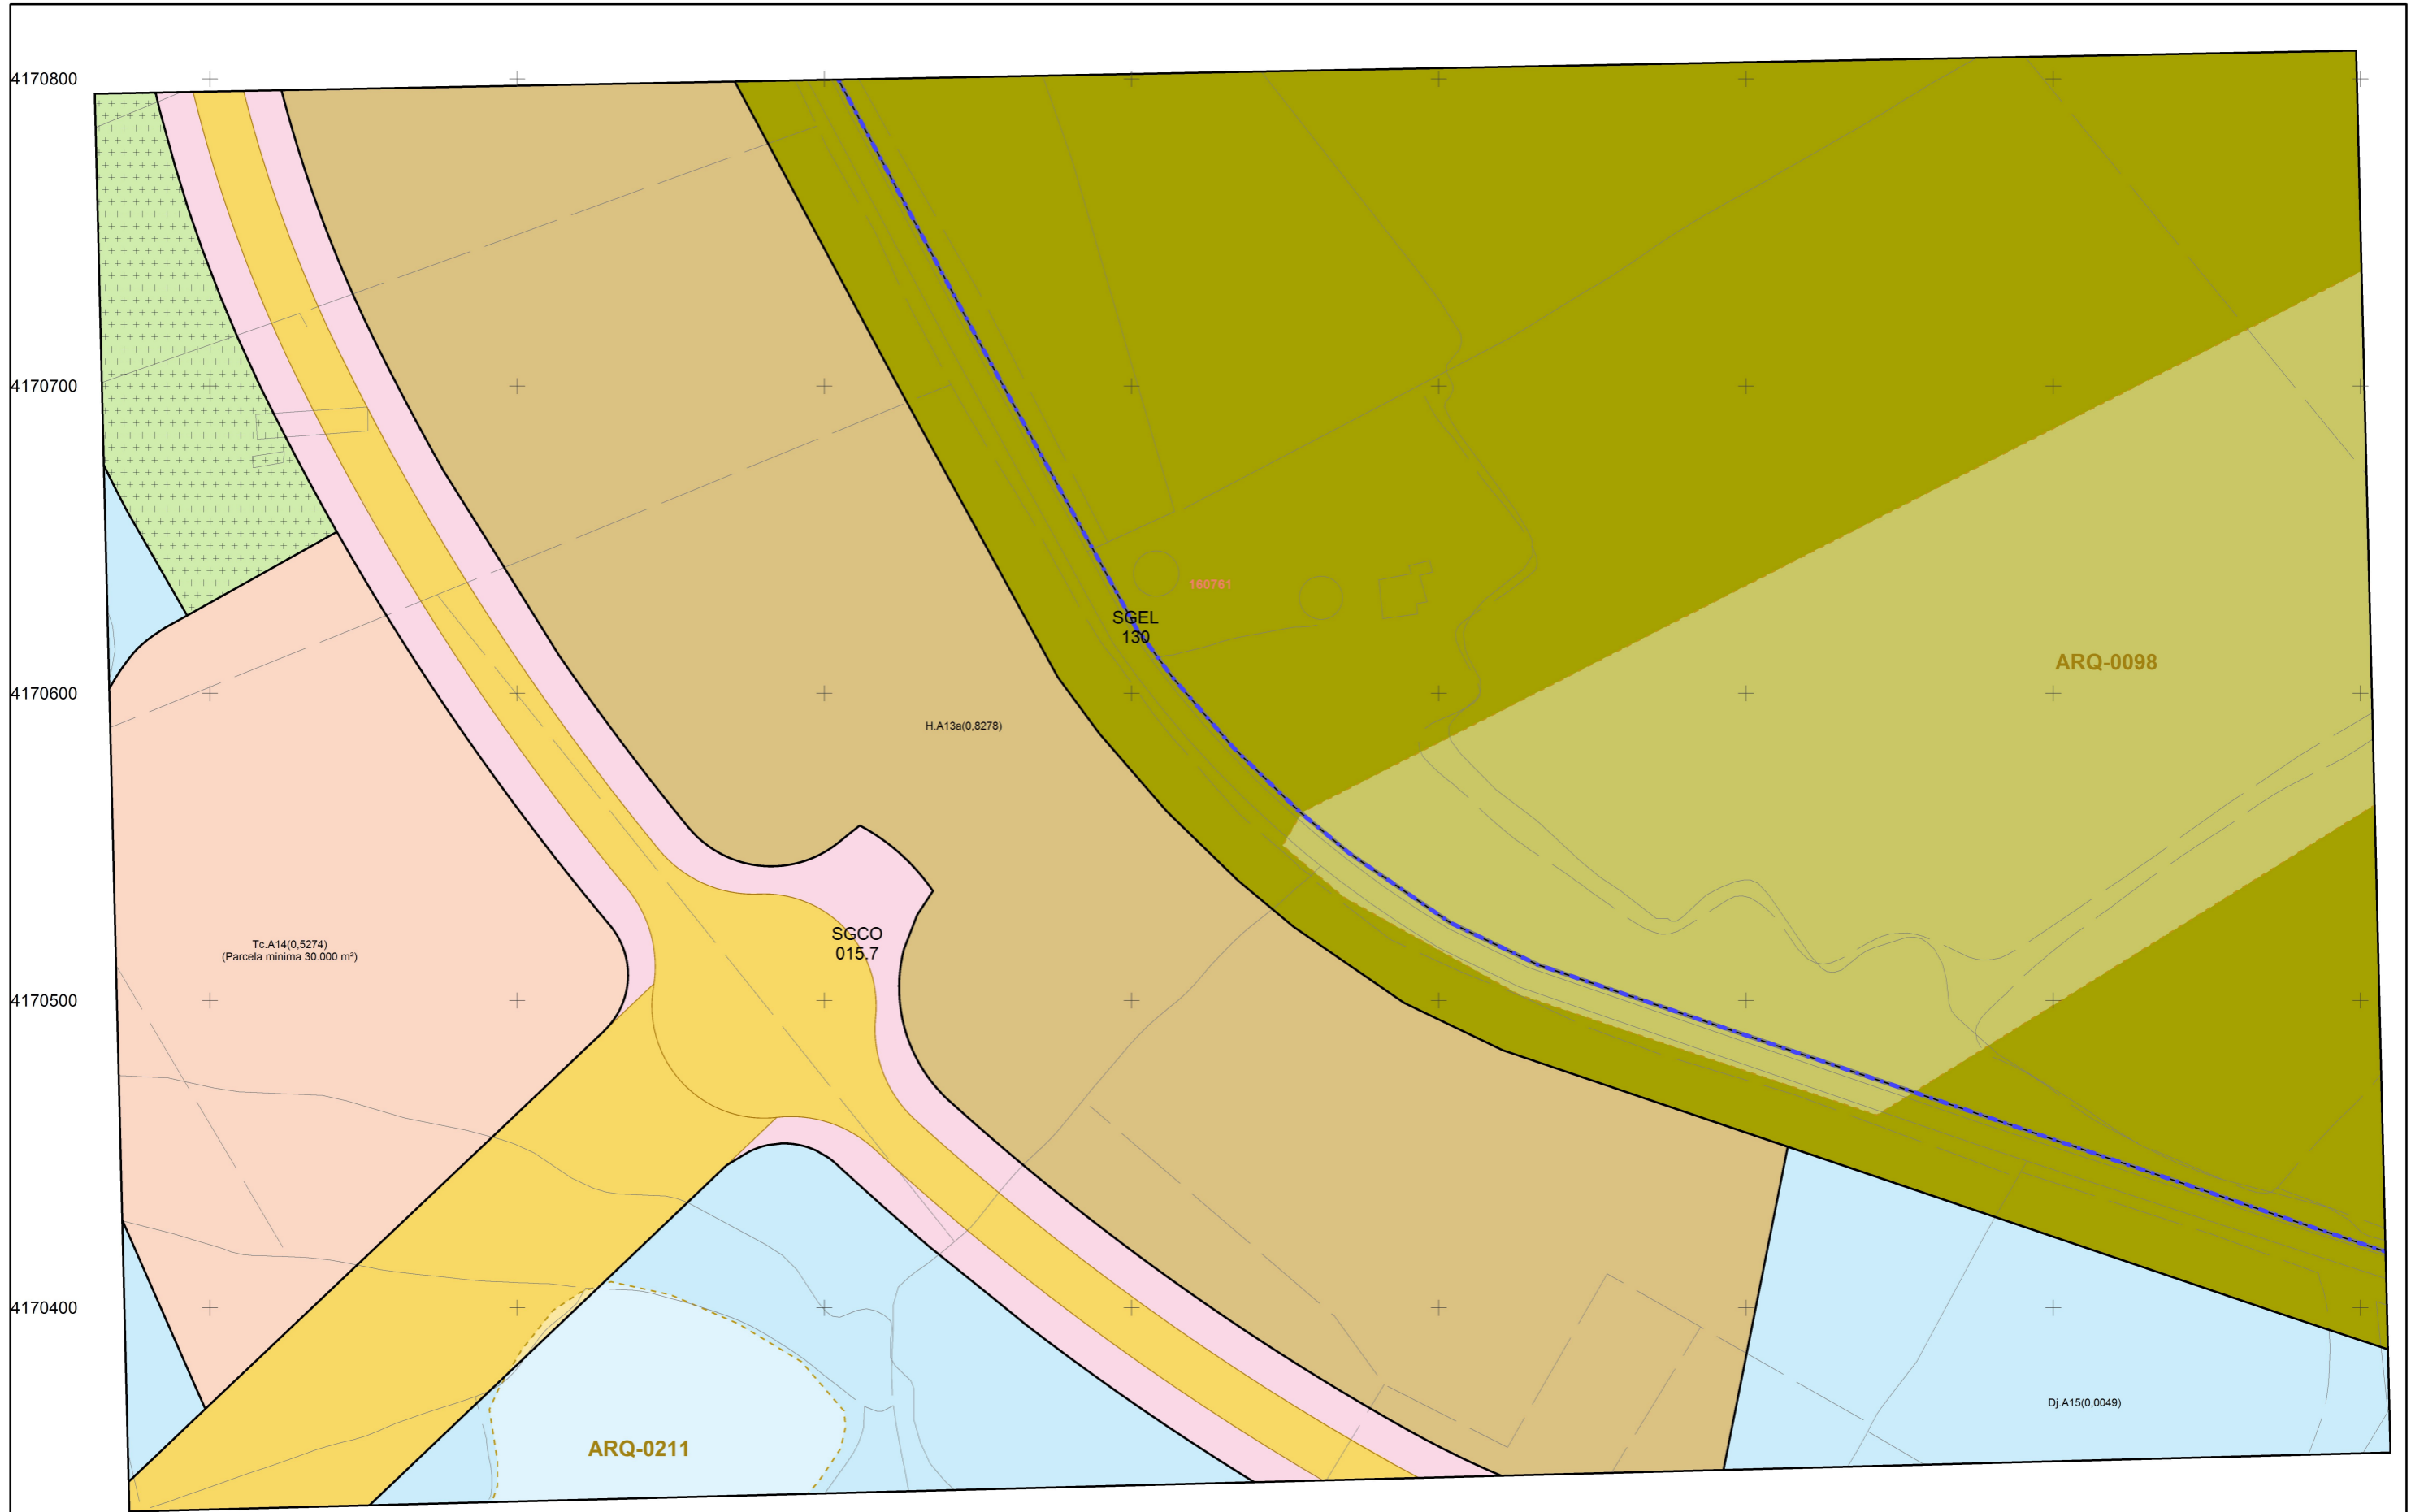 4170800
4170700
160761
SGEL
130
ARQ-0098
4170600
H.A13a(0,8278)
SGCO
015.7
Tc.A14(0,5274)
(Parcela minima 30.000 m²)
4170500
4170400
Dj.A15(0,0049)
ARQ-0211